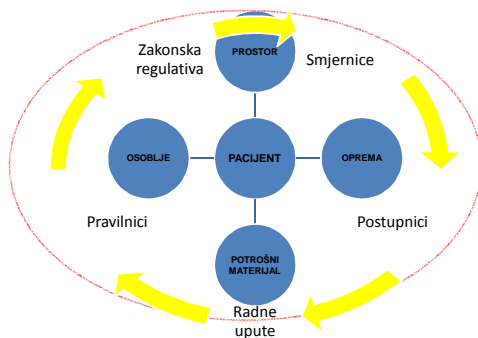 Zakonska
regulativa
PROSTOR
Smjernice
OSOBLJE
PACIJENT
OPREMA
Pravilnici
Postupnici
POTROŠNI
MATERIJAL
Radne
upute